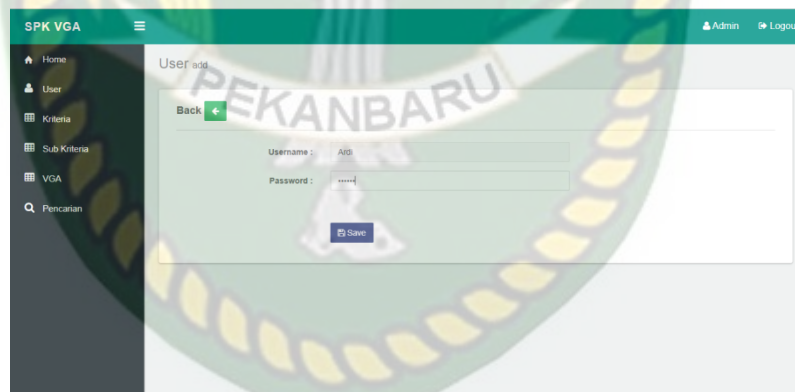 SPK VGA
Admin
Logou
Home
User
Kriteria
Sub Kriteria
VGA
Pencarian
User add
PEKANBARU
Back
Username :
Ardi
Password :
······
Save